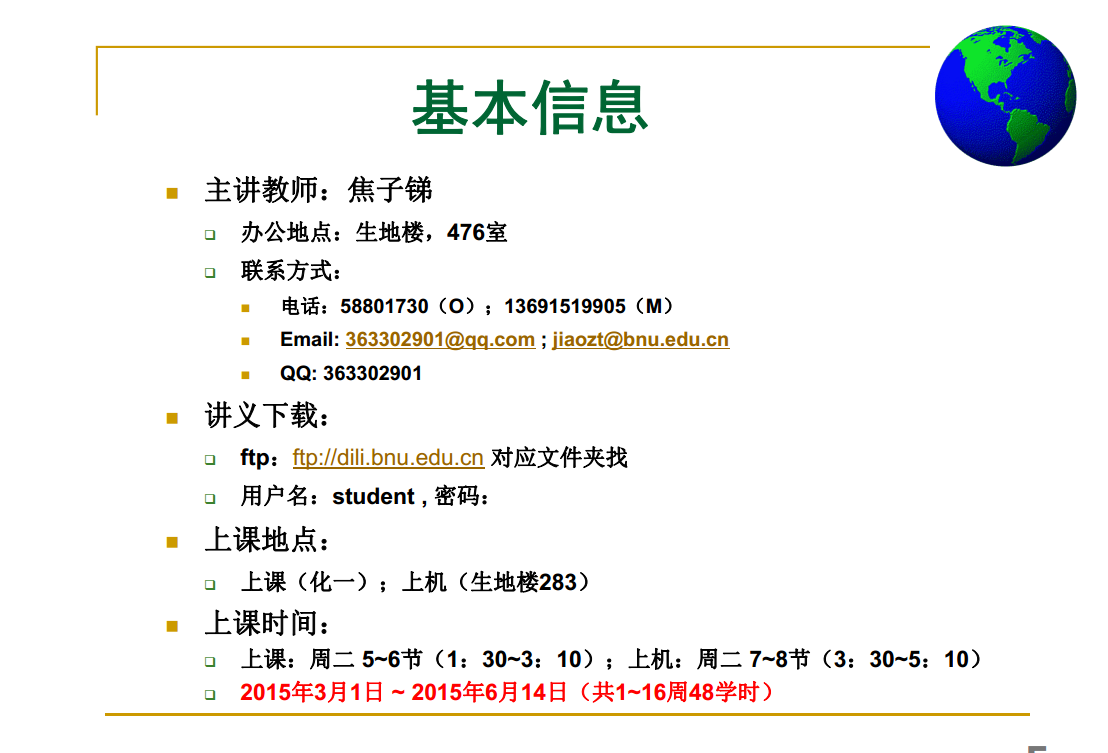 基本信息
主讲教师：焦子锑
办公地点：生地楼，476室
联系方式：
电话：58801730（O）；13691519905（M）
Email: 363302901@qq.com ; jiaozt@bnu.edu.cn
QQ: 363302901
讲义下载：
ftp：ftp://dili.bnu.edu.cn 对应文件夹找
用户名：student , 密码：
上课地点：
上课（化一）；上机（生地楼283）
上课时间：
上课：周二 5~6节（1：30~3：10）；上机：周二 7~8节（3：30~5：10）
2015年3月1日 ~ 2015年6月14日（共1~16周48学时）